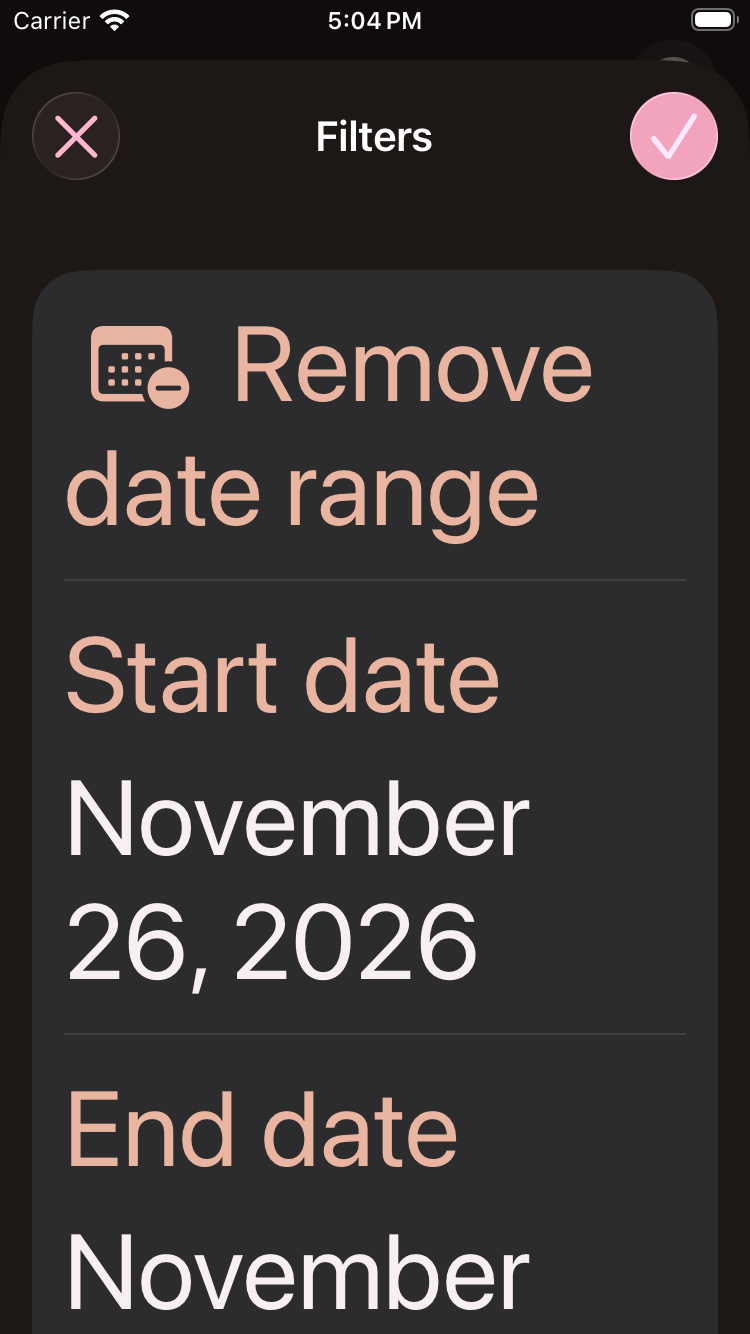 Carrier 5:04 PM
Filters
Remove
date range
Start date
November
26, 2026
End date
November